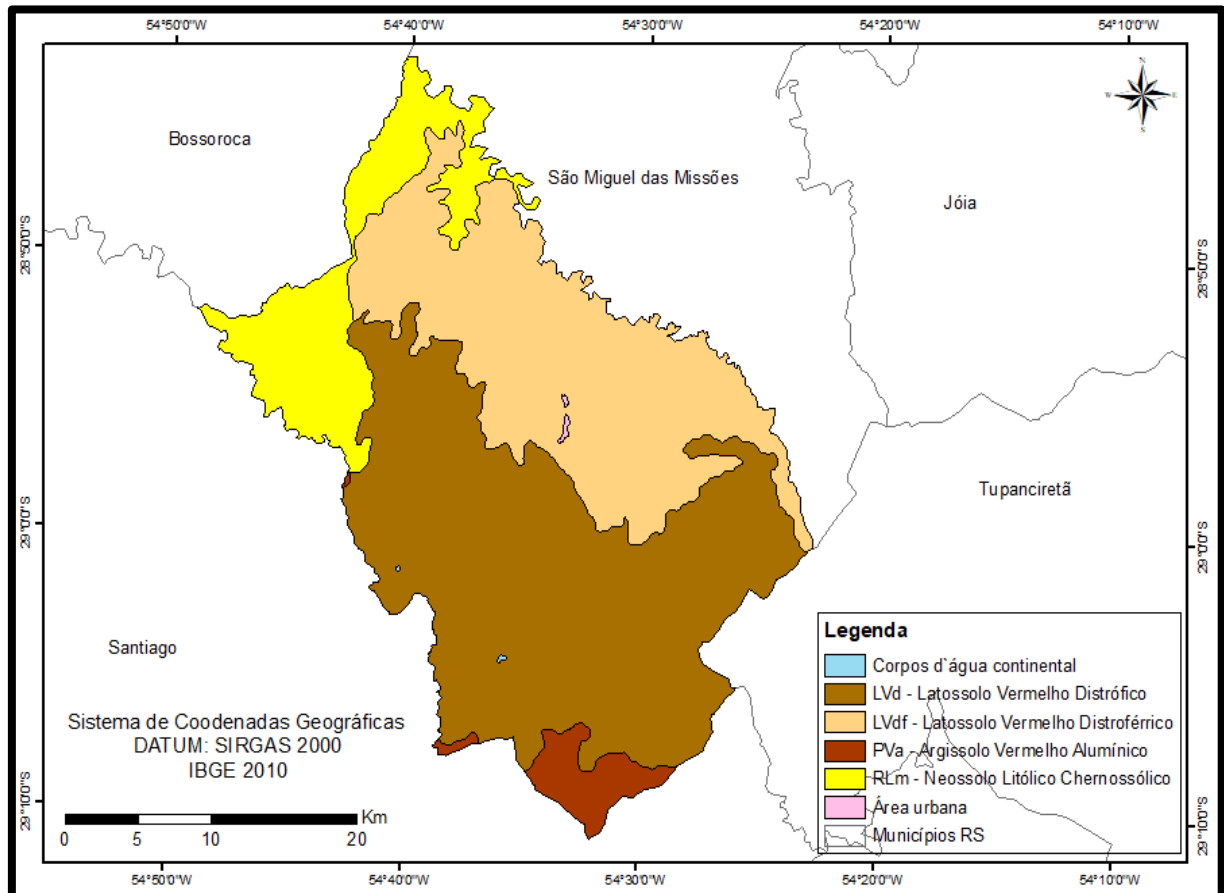 54°50'0"W 54°40'0"W 54°30'0"W 54°20'0"W 54°10'0"W
N
W E
S
Bossoroca
São Miguel das Missões
Jóia
28°50'0"S 28°50'0"S
Tupanciretã
29°0'0"S 29°0'0"S
Santiago
Sistema de Coodenadas Geográficas
DATUM: SIRGAS 2000
IBGE 2010
Km
0 5 10 20
Legenda
Corpos d`água continental
LVd - Latossolo Vermelho Distrófico
LVdf - Latossolo Vermelho Distroférrico
PVa - Argissolo Vermelho Alumínico
RLm - Neossolo Litólico Chernossólico
Área urbana
Municípios RS
29°10'0"S 29°10'0"S
54°50'0"W 54°40'0"W 54°30'0"W 54°20'0"W 54°10'0"W